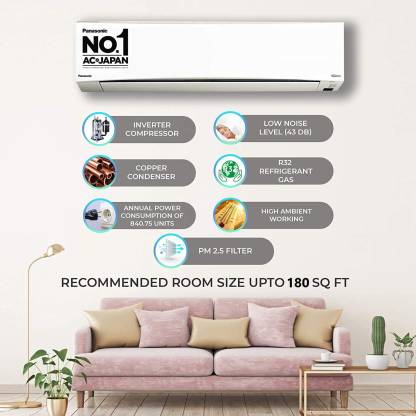 Panasonic
NO.1
AC IN JAPAN
Panasonic
INVERTER
COMPRESSOR
LOW NOISE
LEVEL (43 DB)
COPPER
CONDENSER
R32
REFRIGERANT
GAS
ANNUAL POWER
CONSUMPTION OF
840.75 UNITS
HIGH AMBIENT
WORKING
PM 2.5 FILTER
RECOMMENDED ROOM SIZE UPTO 180 SQ FT